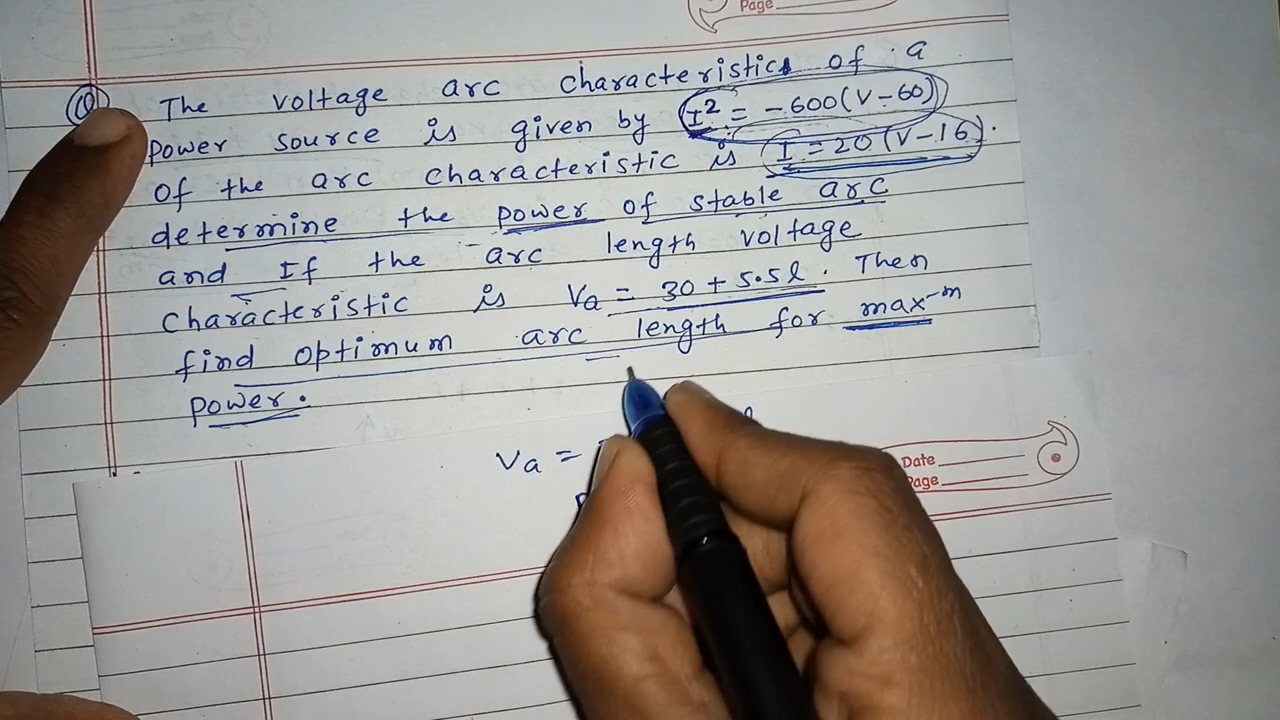 Page
Q The voltage arc characteristics of a
power source is given by I² = -600(V-60)
of the arc characteristic is I = 20(V-16).
determine the power of stable arc
and If the arc length voltage
characteristic is Va = 30 + 5.5l. Then
find optimum arc length for max^-m
power.
Va =
Date
Page